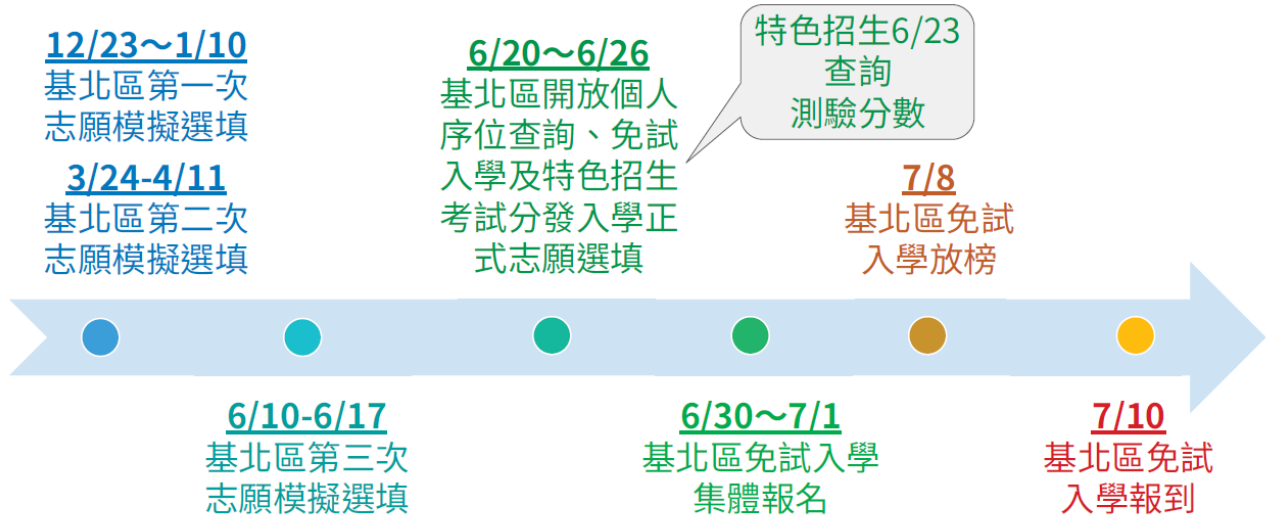 12/23～1/10
基北區第一次
志願模擬選填
3/24-4/11
基北區第二次
志願模擬選填
6/10-6/17
基北區第三次
志願模擬選填
6/20～6/26
基北區開放個人
序位查詢、免試
入學及特色招生
考試分發入學正
式志願選填
特色招生6/23
查詢
測驗分數
6/30～7/1
基北區免試入學
集體報名
7/8
基北區免試
入學放榜
7/10
基北區免試
入學報到